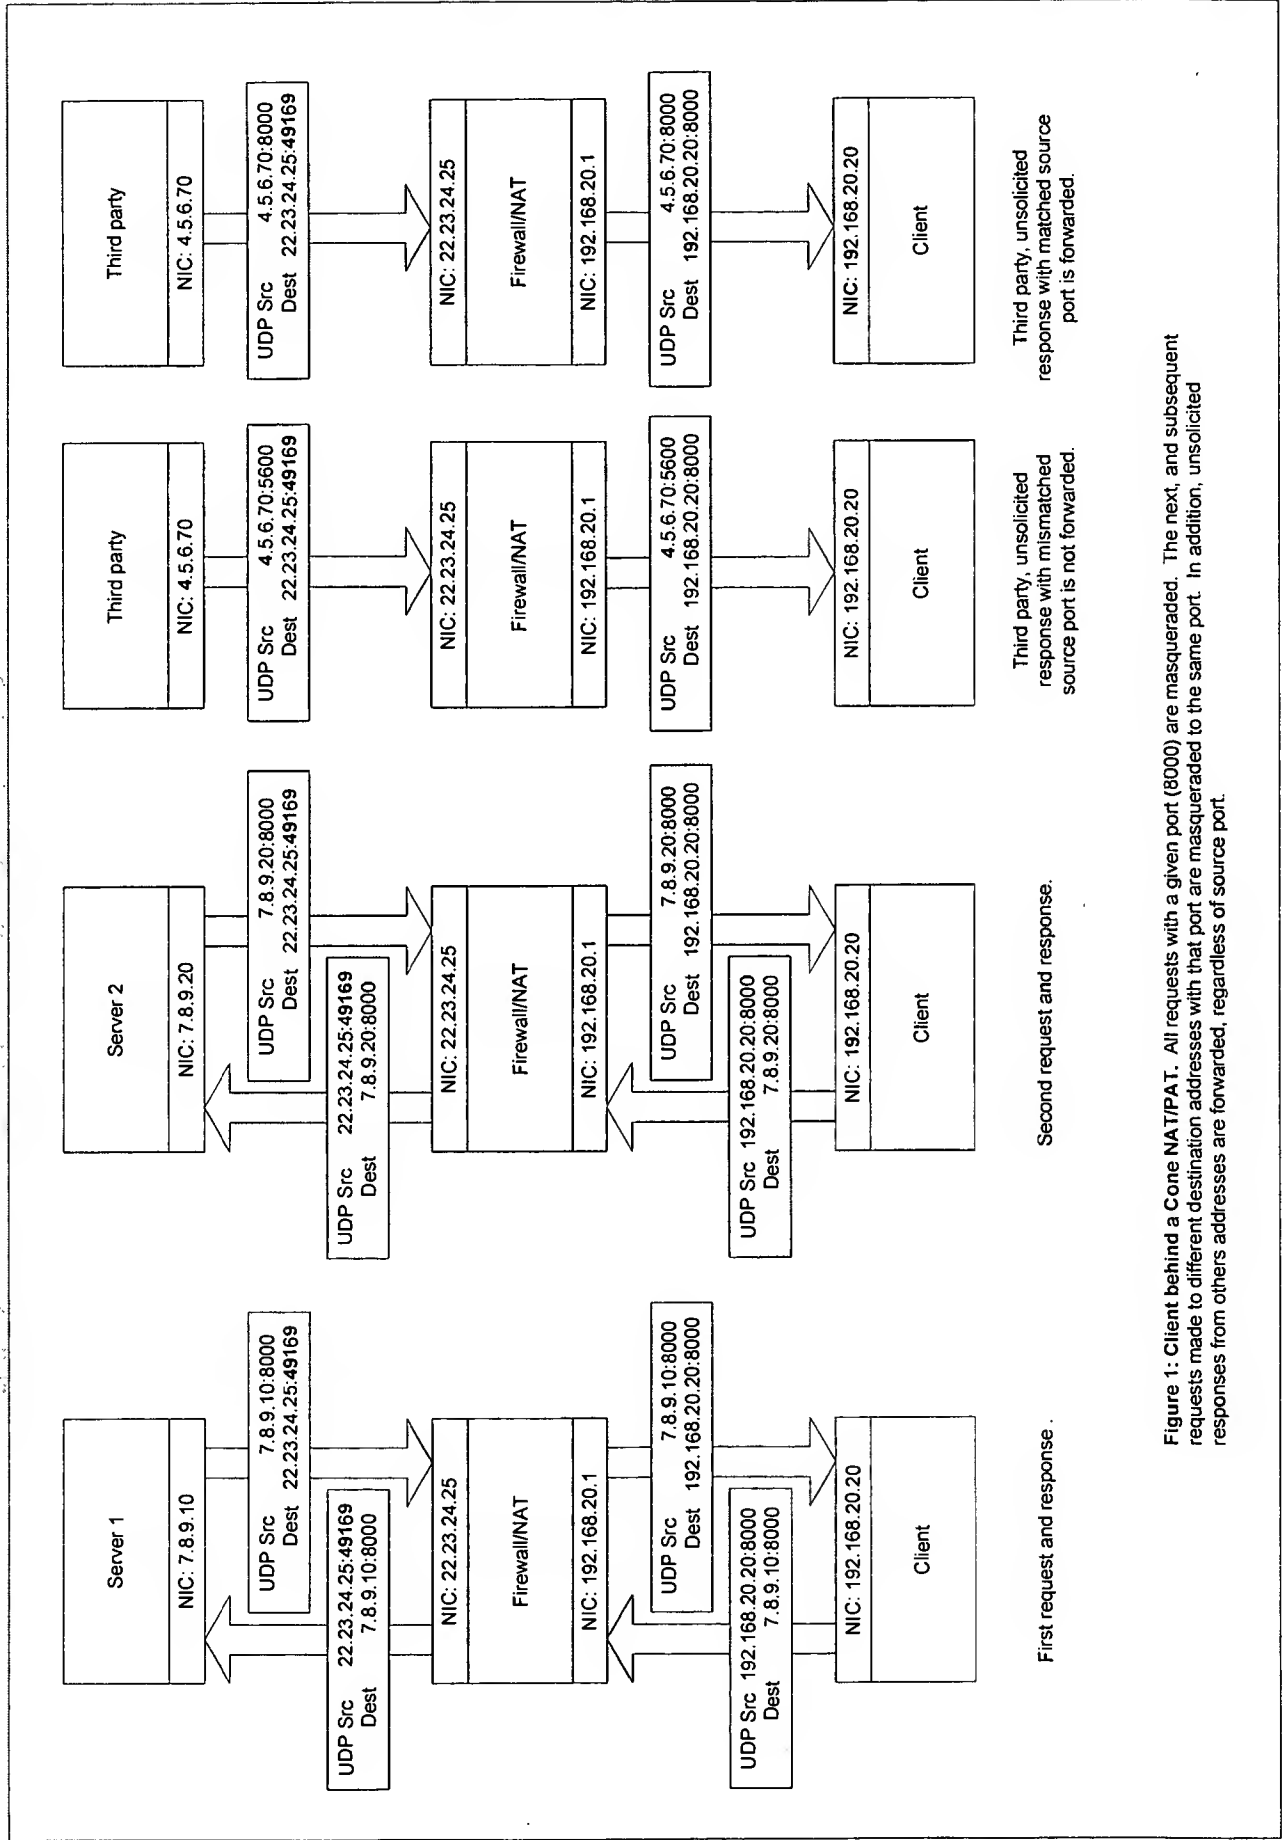 Server 1
NIC: 7.8.9.10
UDP Src 7.8.9.10:8000
Dest 22.23.24.25:49169
UDP Src 22.23.24.25:49169
Dest 7.8.9.10:8000
NIC: 22.23.24.25
Firewall/NAT
NIC: 192.168.20.1
UDP Src 7.8.9.10:8000
Dest 192.168.20.20:8000
UDP Src 192.168.20.20:8000
Dest 7.8.9.10:8000
NIC: 192.168.20.20
Client
First request and response .
Server 2
NIC: 7.8.9.20
UDP Src 7.8.9.20:8000
Dest 22.23.24.25:49169
UDP Src 22.23.24.25:49169
Dest 7.8.9.20:8000
NIC: 22.23.24.25
Firewall/NAT
NIC: 192.168.20.1
UDP Src 7.8.9.20:8000
Dest 192.168.20.20:8000
UDP Src 192.168.20.20:8000
Dest 7.8.9.20:8000
NIC: 192.168.20.20
Client
Second request and response.
Third party
NIC: 4.5.6.70
UDP Src 4.5.6.70:5600
Dest 22.23.24.25:49169
NIC: 22.23.24.25
Firewall/NAT
NIC: 192.168.20.1
UDP Src 4.5.6.70:5600
Dest 192.168.20.20:8000
NIC: 192.168.20.20
Client
Third party, unsolicited
response with mismatched
source port is not forwarded.
Third party
NIC: 4.5.6.70
UDP Src 4.5.6.70:8000
Dest 22.23.24.25:49169
NIC: 22.23.24.25
Firewall/NAT
NIC: 192.168.20.1
UDP Src 4.5.6.70:8000
Dest 192.168.20.20:8000
NIC: 192.168.20.20
Client
Third party, unsolicited
response with matched source
port is forwarded.
Figure 1: Client behind a Cone NAT/PAT. All requests with a given port (8000) are masqueraded. The next, and subsequent
requests made to different destination addresses with that port are masqueraded to the same port. In addition, unsolicited
responses from others addresses are forwarded, regardless of source port.